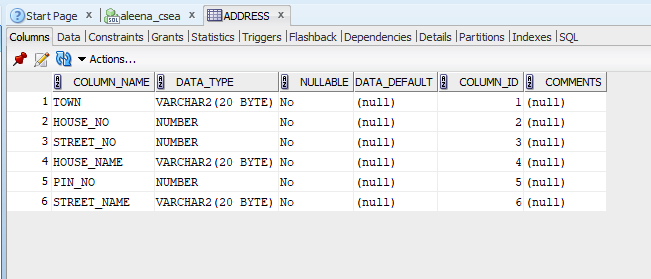 Start Page x aleena_csea x ADDRESS x
Columns Data Constraints Grants Statistics Triggers Flashback Dependencies Details Partitions Indexes SQL
Actions...
COLUMN_NAME DATA_TYPE NULLABLE DATA_DEFAULT COLUMN_ID COMMENTS
1 TOWN VARCHAR2(20 BYTE) No (null) 1 (null)
2 HOUSE_NO NUMBER No (null) 2 (null)
3 STREET_NO NUMBER No (null) 3 (null)
4 HOUSE_NAME VARCHAR2(20 BYTE) No (null) 4 (null)
5 PIN_NO NUMBER No (null) 5 (null)
6 STREET_NAME VARCHAR2(20 BYTE) No (null) 6 (null)